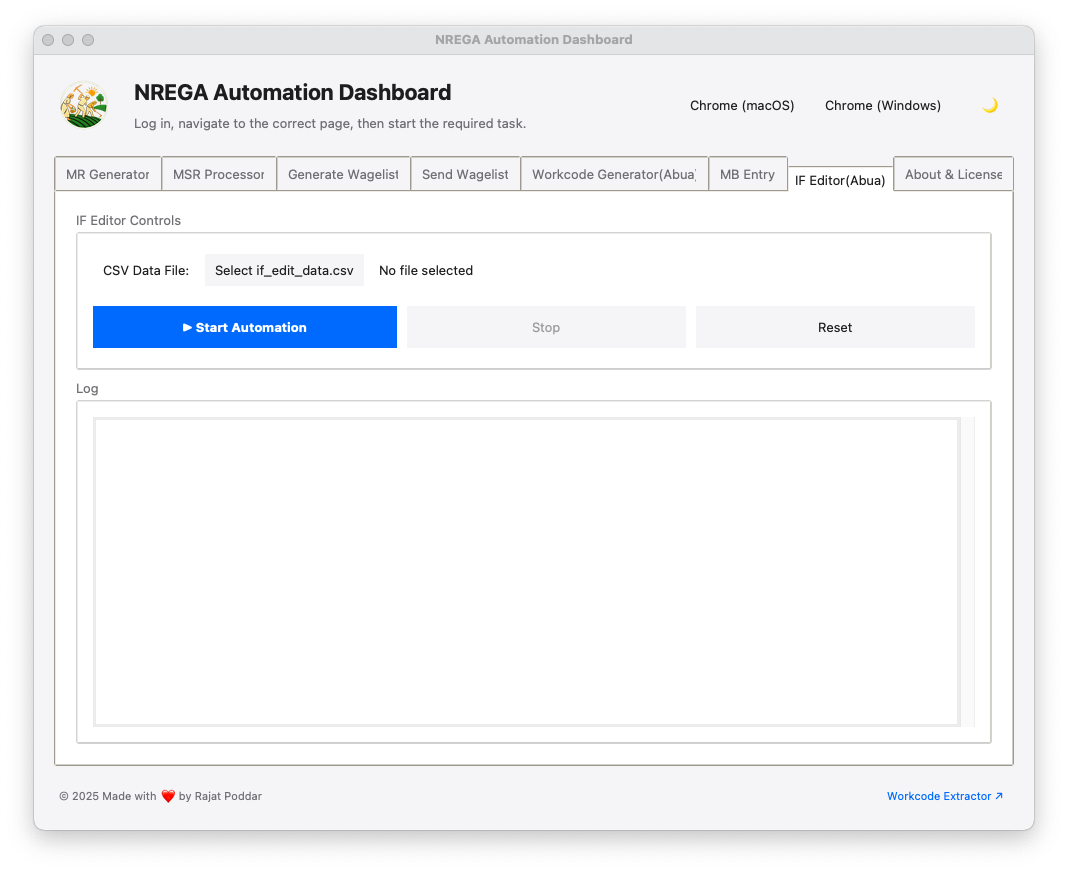 NREGA Automation Dashboard
NREGA Automation Dashboard
Log in, navigate to the correct page, then start the required task.
Chrome (macOS) Chrome (Windows) 🌙
MR Generator MSR Processor Generate Wagelist Send Wagelist Workcode Generator(Abua) MB Entry IF Editor(Abua) About & License
IF Editor Controls
CSV Data File: Select if_edit_data.csv No file selected
▶ Start Automation Stop Reset
Log
© 2025 Made with ❤️ by Rajat Poddar
Workcode Extractor ↗